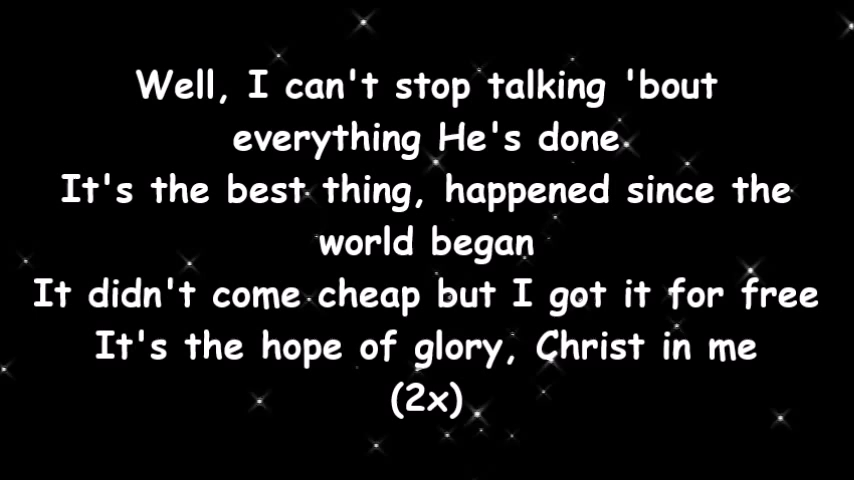 Well, I can't stop talking 'bout
everything He's done
It's the best thing, happened since the
world began
It didn't come cheap but I got it for free
It's the hope of glory, Christ in me
(2x)